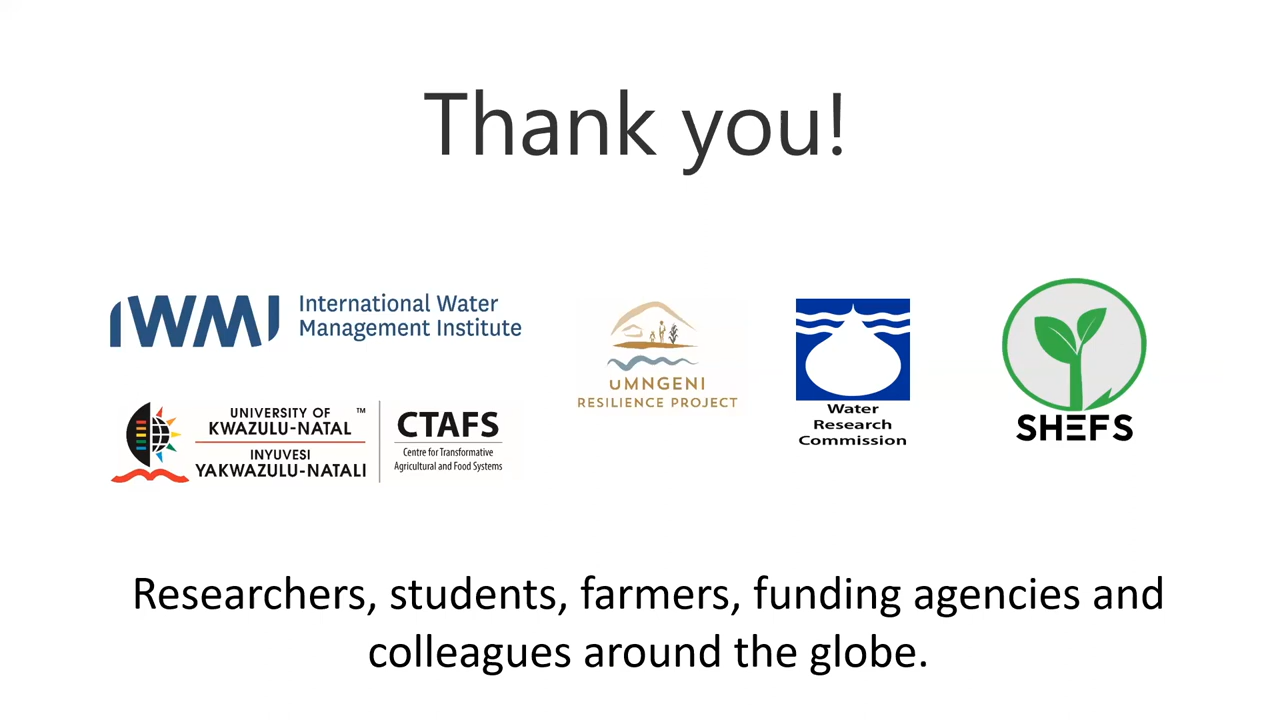 Thank you!
IWMI
International Water
Management Institute
UNIVERSITY OF ™
KWAZULU-NATAL
INYUVESI
YAKWAZULU-NATALI
CTAFS
Centre for Transformative
Agricultural and Food Systems
uMNGENI
RESILIENCE PROJECT
Water
Research
Commission
SHEFS
Researchers, students, farmers, funding agencies and
colleagues around the globe.